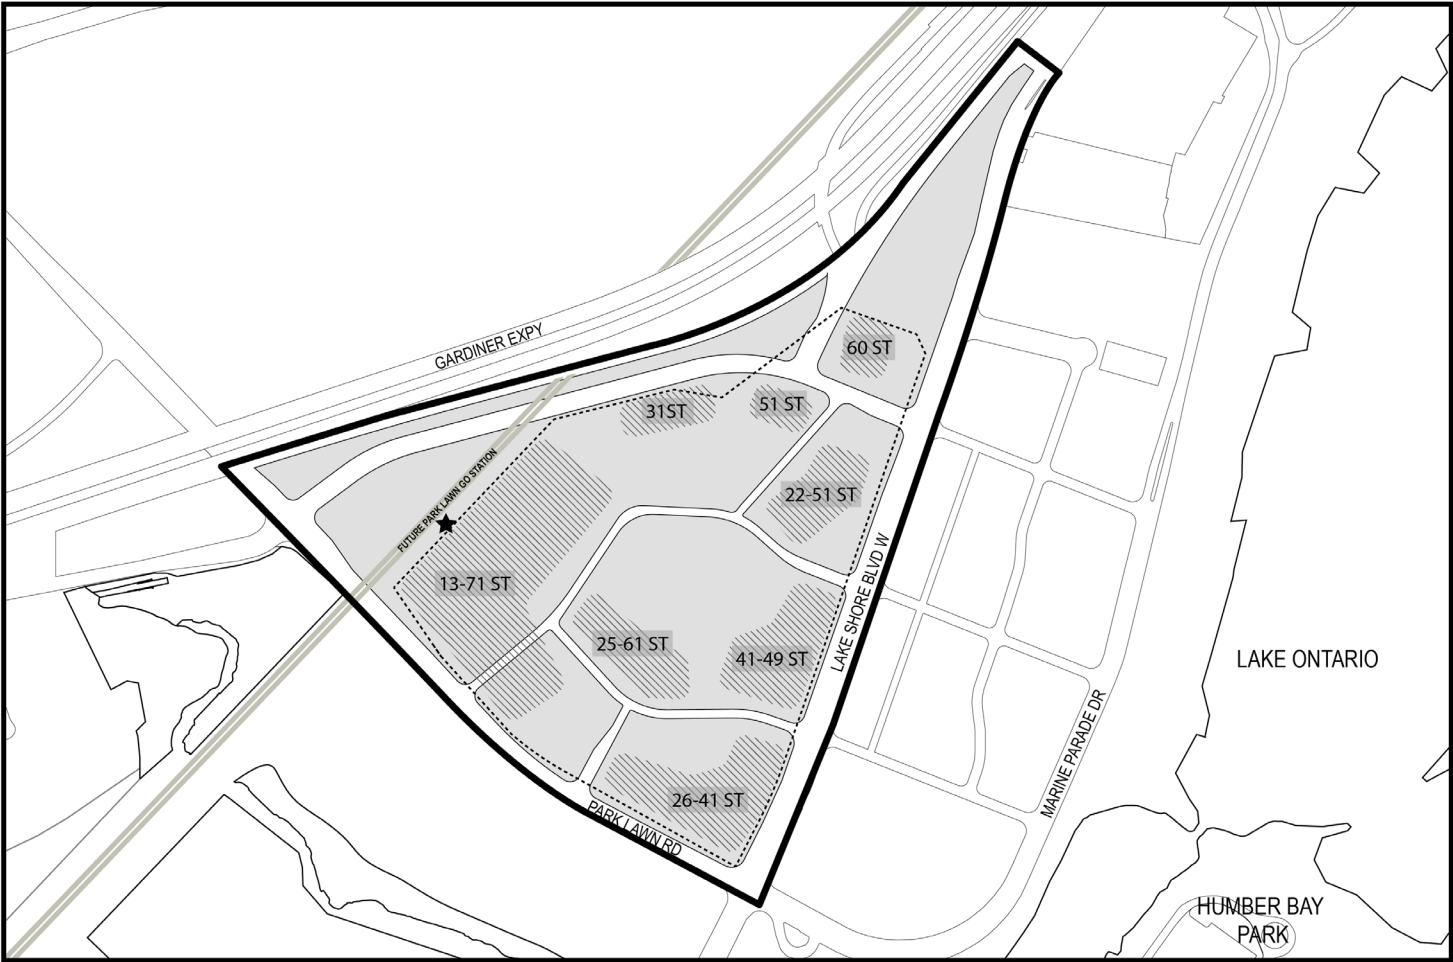 GARDINER EXPY
60 ST
31ST
51 ST
FUTURE PARK LAWN GO STATION
22-51 ST
13-71 ST
LAKE SHORE BLVD W
25-61 ST
41-49 ST
LAKE ONTARIO
MARINE PARADE DR
26-41 ST
PARK LAWN RD
HUMBER BAY
PARK